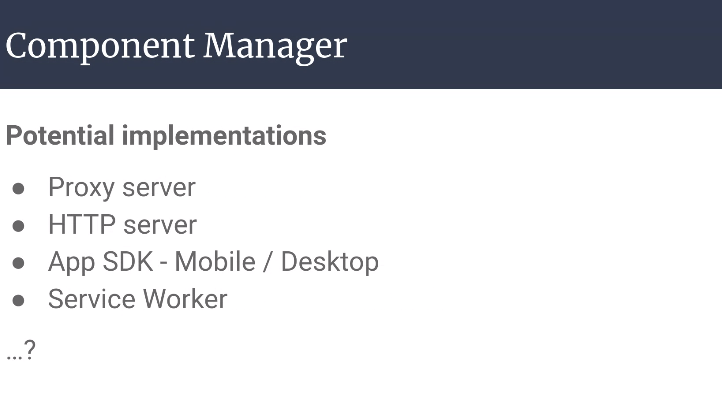 Component Manager
Potential implementations
● Proxy server
● HTTP server
● App SDK - Mobile / Desktop
● Service Worker
...?